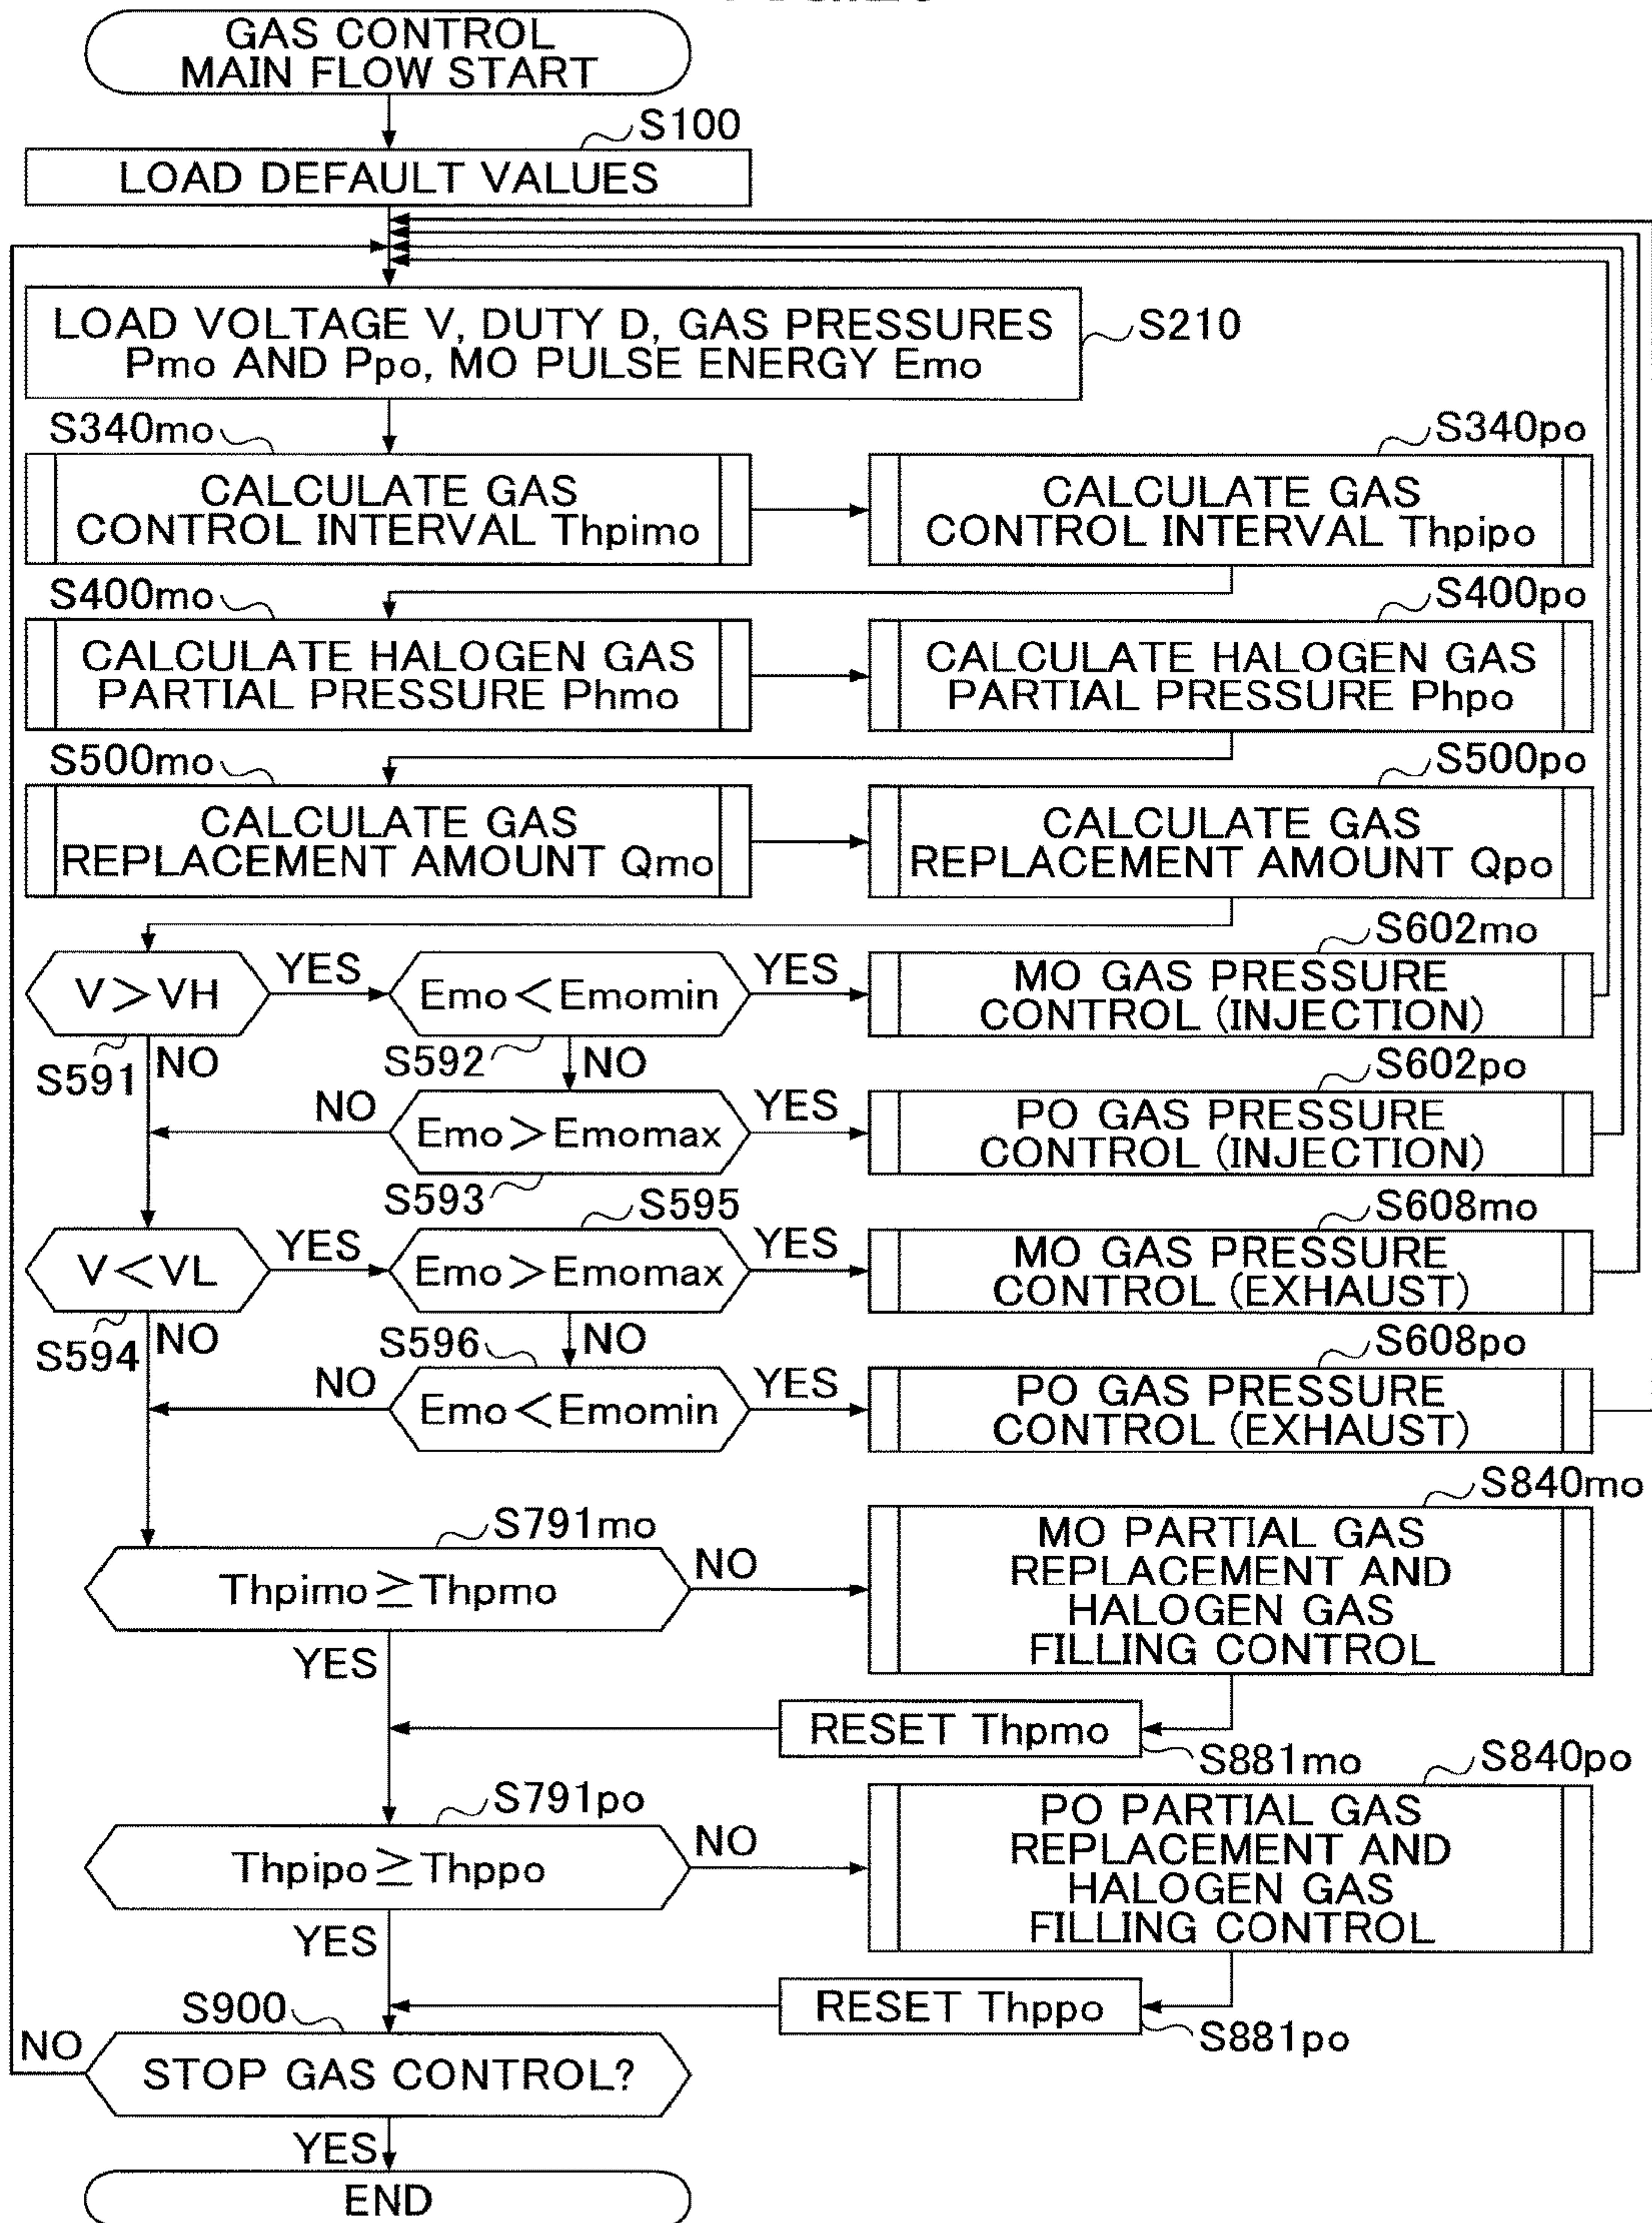 GAS CONTROL
MAIN FLOW START
S100
LOAD DEFAULT VALUES
LOAD VOLTAGE V, DUTY D, GAS PRESSURES
Pmo AND Ppo, MO PULSE ENERGY Emo
S210
S340mo
CALCULATE GAS
CONTROL INTERVAL Thpimo
S340po
CALCULATE GAS
CONTROL INTERVAL Thpipo
S400mo
CALCULATE HALOGEN GAS
PARTIAL PRESSURE Phmo
S400po
CALCULATE HALOGEN GAS
PARTIAL PRESSURE Phpo
S500mo
CALCULATE GAS
REPLACEMENT AMOUNT Qmo
S500po
CALCULATE GAS
REPLACEMENT AMOUNT Qpo
V>VH
YES
S591
NO
Emo<Emomin
YES
S592
NO
S602mo
MO GAS PRESSURE
CONTROL (INJECTION)
NO
Emo>Emomax
YES
S593
S602po
PO GAS PRESSURE
CONTROL (INJECTION)
V<VL
YES
S594
NO
S595
Emo>Emomax
YES
NO
S608mo
MO GAS PRESSURE
CONTROL (EXHAUST)
S596
NO
Emo<Emomin
YES
S608po
PO GAS PRESSURE
CONTROL (EXHAUST)
S791mo
Thpimo≧Thpmo
NO
YES
S840mo
MO PARTIAL GAS
REPLACEMENT AND
HALOGEN GAS
FILLING CONTROL
RESET Thpmo
S881mo
S791po
Thpipo≧Thppo
NO
YES
S840po
PO PARTIAL GAS
REPLACEMENT AND
HALOGEN GAS
FILLING CONTROL
RESET Thppo
S881po
S900
NO
STOP GAS CONTROL?
YES
END